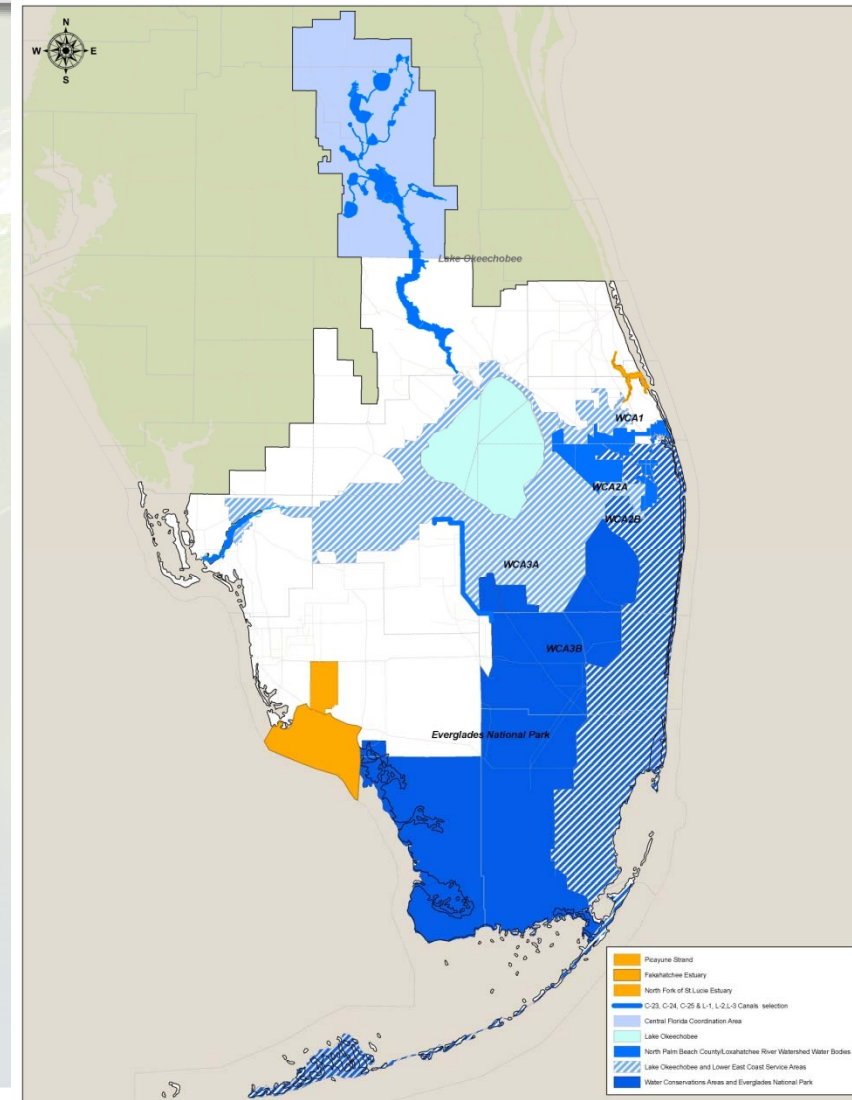 N
W E
S
Lake Okeechobee
WCA1
WCA2A
WCA2B
WCA3A
WCA3B
Everglades National Park
Picayune Strand
Fakahatchee Estuary
North Fork of St Lucie Estuary
C-23, C-24, C-25 & L-1, L-2,L-3 Canals selection
Central Florida Coordination Area
Lake Okeechobee
North Palm Beach County/Loxahatchee River Watershed Water Bodies
Lake Okeechobee and Lower East Coast Service Areas
Water Conservations Areas and Everglades National Park